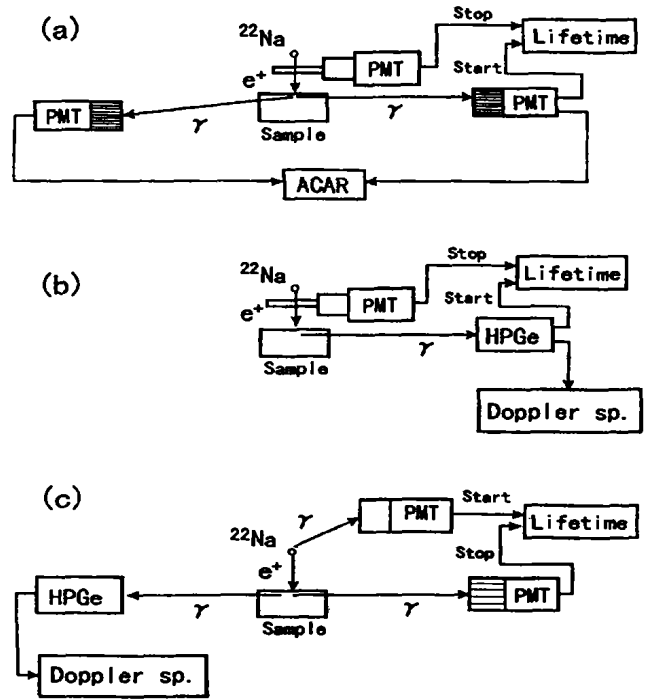 (a)
²²Na
e⁺
PMT
Stop
Lifetime
Start
PMT
γ
Sample
γ
PMT
ACAR
(b)
²²Na
e⁺
PMT
Stop
Lifetime
Start
Sample
γ
HPGe
Doppler sp.
(c)
²²Na
γ
e⁺
PMT
Start
Lifetime
Stop
HPGe
γ
Sample
γ
PMT
Doppler sp.